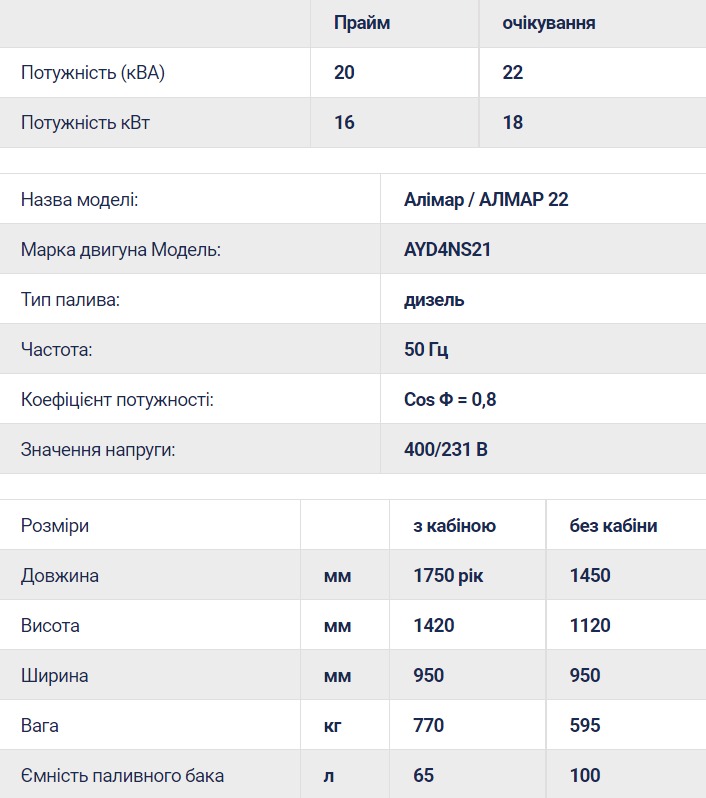 Прайм очікування
Потужність (кВА) 20 22
Потужність кВт 16 18
Назва моделі: Алімар / АЛМАР 22
Марка двигуна Модель: AYD4NS21
Тип палива: дизель
Частота: 50 Гц
Коефіцієнт потужності: Cos Ф = 0,8
Значення напруги: 400/231 В
Розміри з кабіною без кабіни
Довжина мм 1750 рік 1450
Висота мм 1420 1120
Ширина мм 950 950
Вага кг 770 595
Ємність паливного бака л 65 100